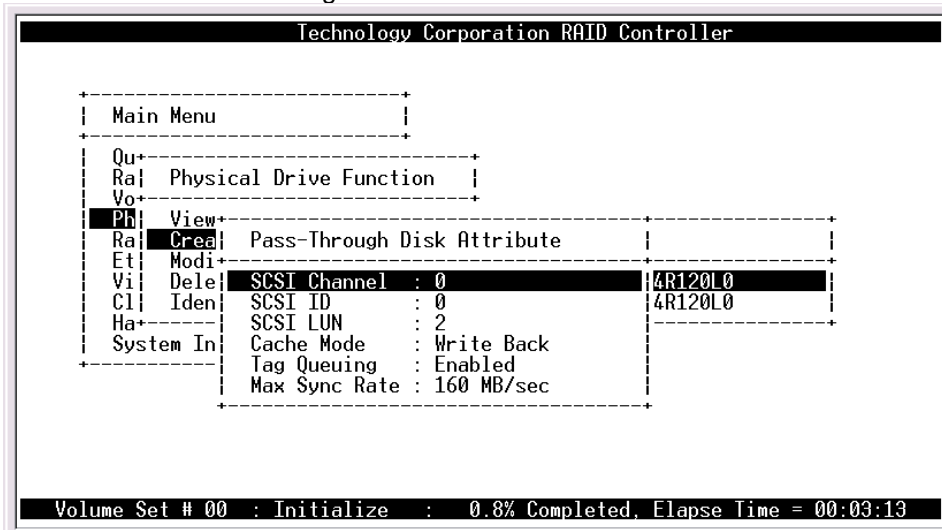 Technology Corporation RAID Controller
Main Menu
Qu
Ra Physical Drive Function
Vo
Ph View
Ra Crea Pass-Through Disk Attribute
Et Modi
Vi Dele SCSI Channel : 0 4R120L0
Cl Iden SCSI ID : 0 4R120L0
Ha SCSI LUN : 2
System In Cache Mode : Write Back
Tag Queuing : Enabled
Max Sync Rate : 160 MB/sec
Volume Set # 00 : Initialize : 0.8% Completed, Elapse Time = 00:03:13